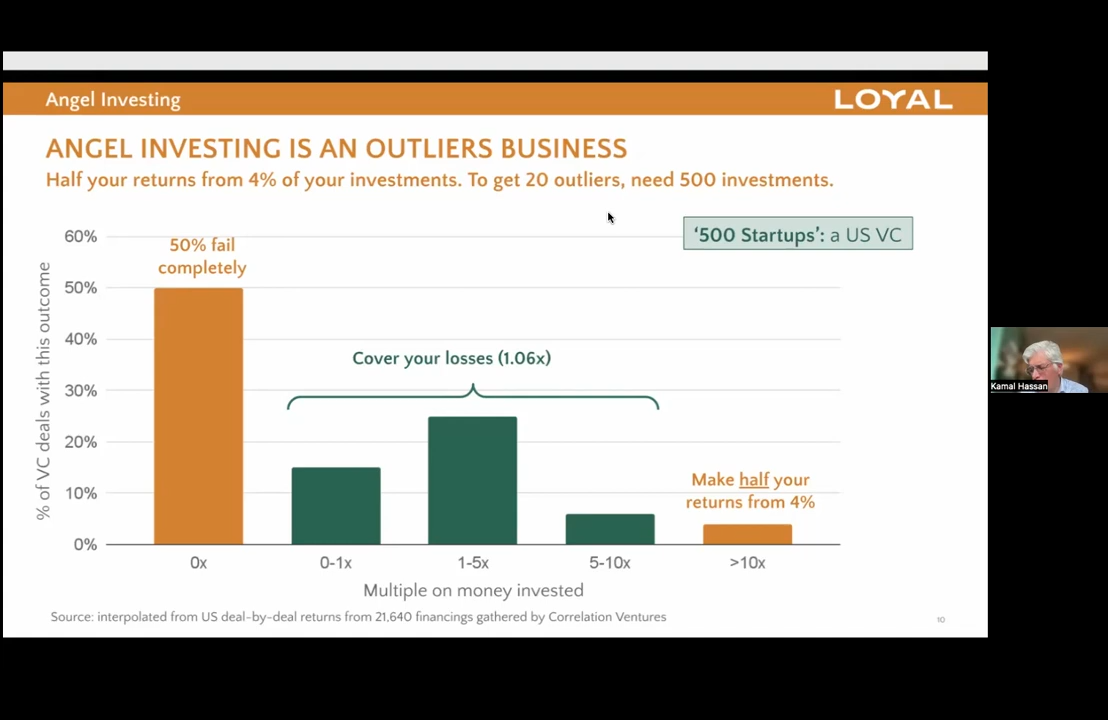 Angel Investing
LOYAL
ANGEL INVESTING IS AN OUTLIERS BUSINESS
Half your returns from 4% of your investments. To get 20 outliers, need 500 investments.
‘500 Startups’: a US VC
% of VC deals with this outcome
60%
50%
40%
30%
20%
10%
0%
50% fail
completely
Cover your losses (1.06x)
Make half your
returns from 4%
0x
0-1x
1-5x
5-10x
>10x
Multiple on money invested
Source: interpolated from US deal-by-deal returns from 21,640 financings gathered by Correlation Ventures
10
Kamal Hassan